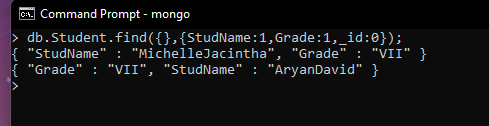 Command Prompt - mongo
> db.Student.find({},{StudName:1,Grade:1,_id:0});
{ "StudName" : "MichelleJacintha", "Grade" : "VII" }
{ "Grade" : "VII", "StudName" : "AryanDavid" }
>